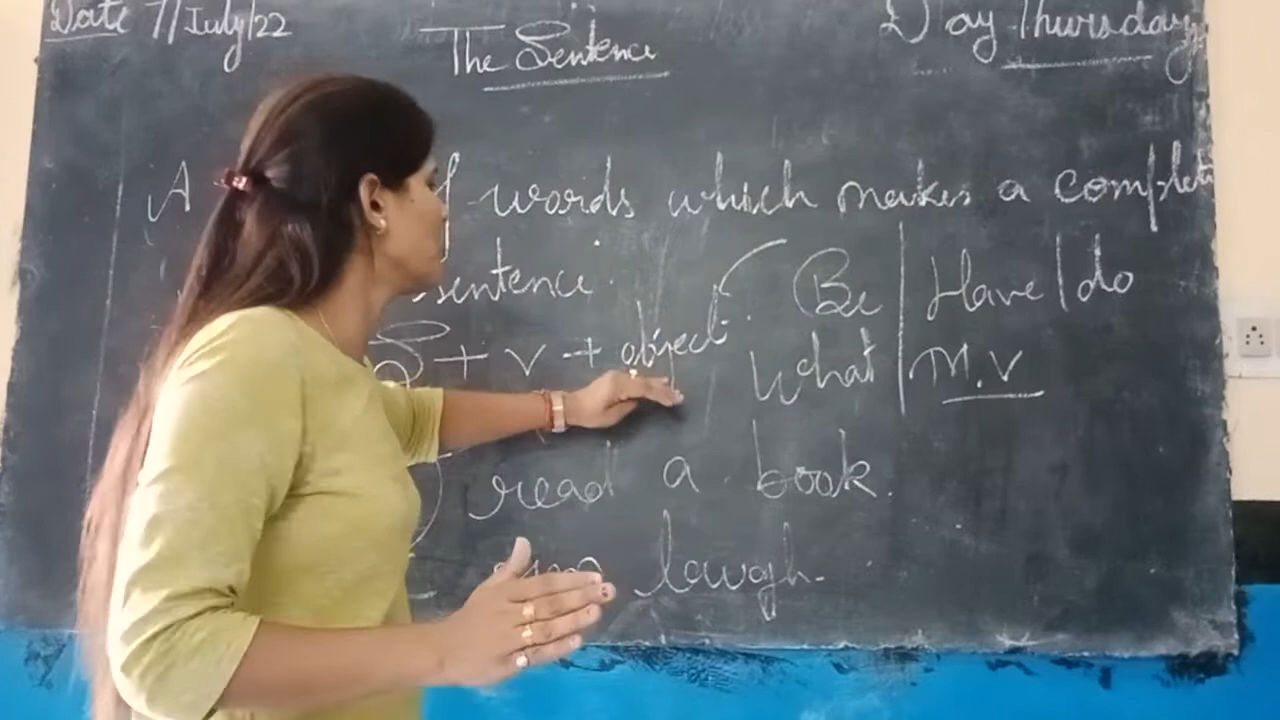 Date 7/July/22
The Sentence
Day Thursday
A words which makes a complete
sentence.
Be | Have | do
S + v + object.
What | M.V
I read a book.
laugh.